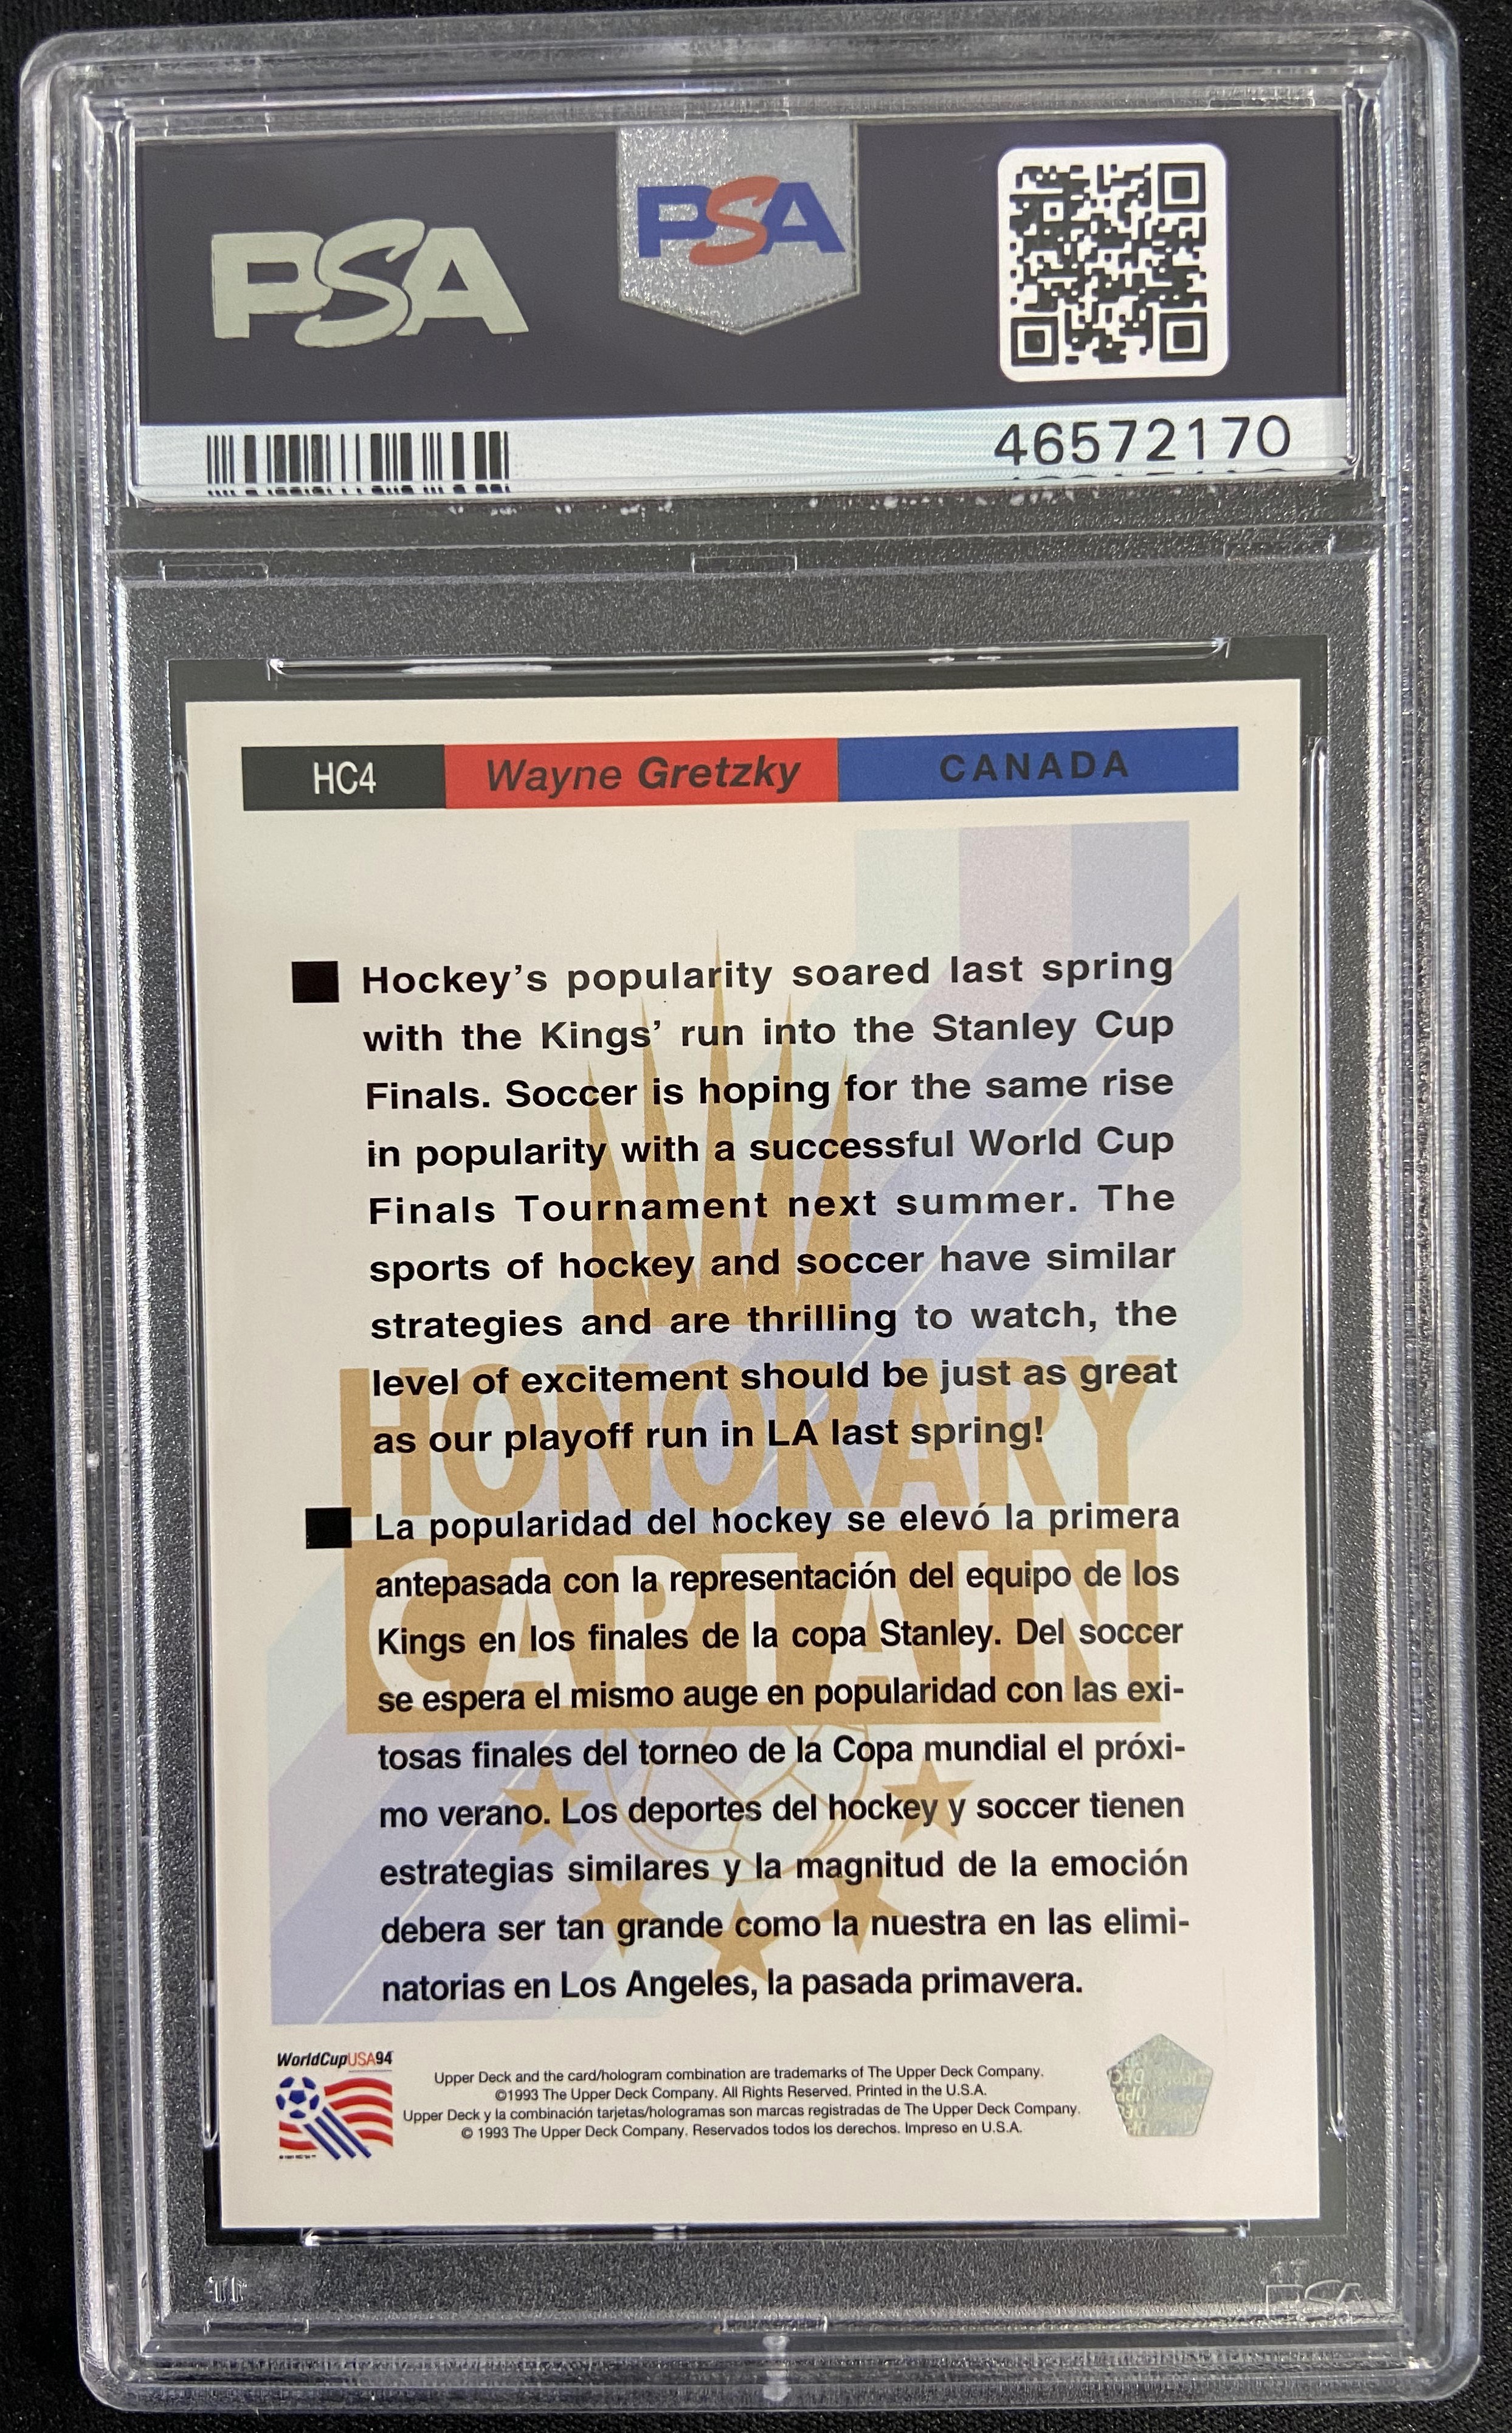 PSA
PSA
46572170
HC4 Wayne Gretzky CANADA
Hockey's popularity soared last spring
with the Kings' run into the Stanley Cup
Finals. Soccer is hoping for the same rise
in popularity with a successful World Cup
Finals Tournament next summer. The
sports of hockey and soccer have similar
strategies and are thrilling to watch, the
level of excitement should be just as great
as our playoff run in LA last spring!
HONORARY
CAPTAIN
La popularidad del hockey se elevó la primera
antepasada con la representación del equipo de los
Kings en los finales de la copa Stanley. Del soccer
se espera el mismo auge en popularidad con las exi-
tosas finales del torneo de la Copa mundial el próxi-
mo verano. Los deportes del hockey y soccer tienen
estrategias similares y la magnitud de la emoción
debera ser tan grande como la nuestra en las elimi-
natorias en Los Angeles, la pasada primavera.
WorldCupUSA94
Upper Deck and the card/hologram combination are trademarks of The Upper Deck Company.
©1993 The Upper Deck Company. All Rights Reserved. Printed in the U.S.A.
Upper Deck y la combinación tarjetas/hologramas son marcas registradas de The Upper Deck Company.
© 1993 The Upper Deck Company. Reservados todos los derechos. Impreso en U.S.A.
PSA